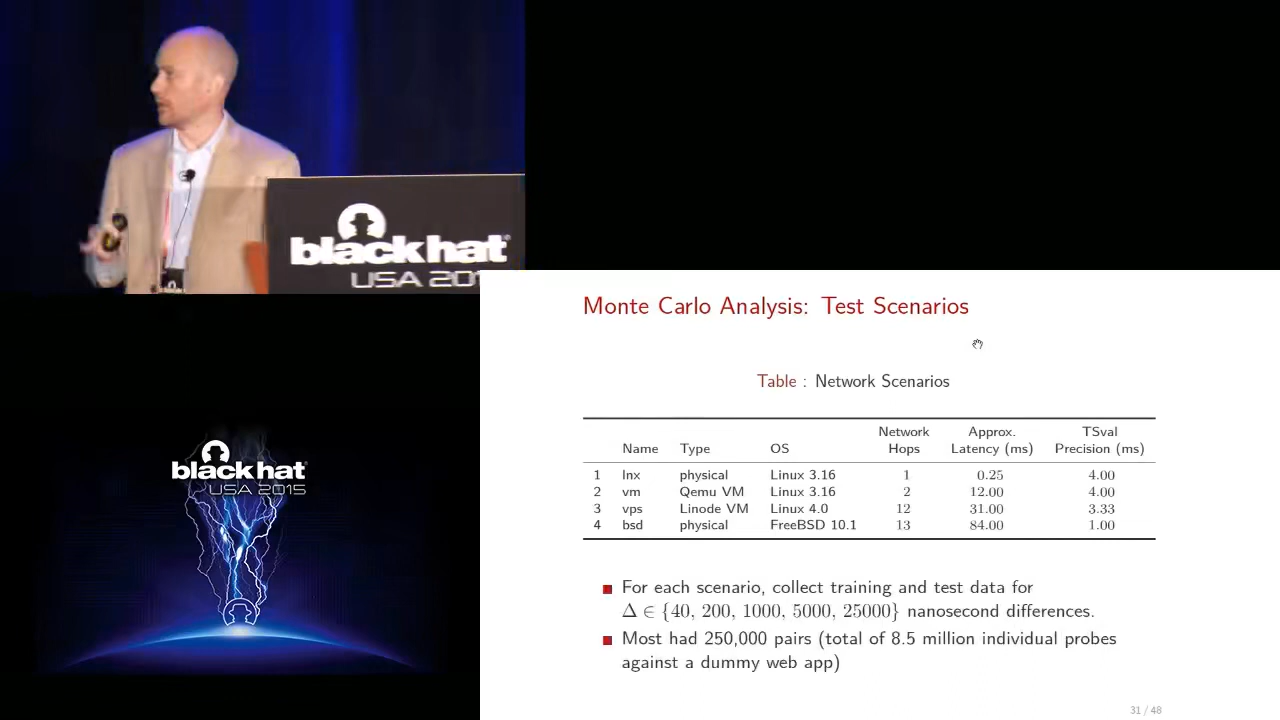 black hat
USA 201
Monte Carlo Analysis: Test Scenarios
Table : Network Scenarios
Name Type OS Network Hops Approx. Latency (ms) TSval Precision (ms)
1 lnx physical Linux 3.16 1 0.25 4.00
2 vm Qemu VM Linux 3.16 2 12.00 4.00
3 vps Linode VM Linux 4.0 12 31.00 3.33
4 bsd physical FreeBSD 10.1 13 84.00 1.00
For each scenario, collect training and test data for
Δ ∈ {40, 200, 1000, 5000, 25000} nanosecond differences.
Most had 250,000 pairs (total of 8.5 million individual probes
against a dummy web app)
31 / 48
black hat
USA 2015